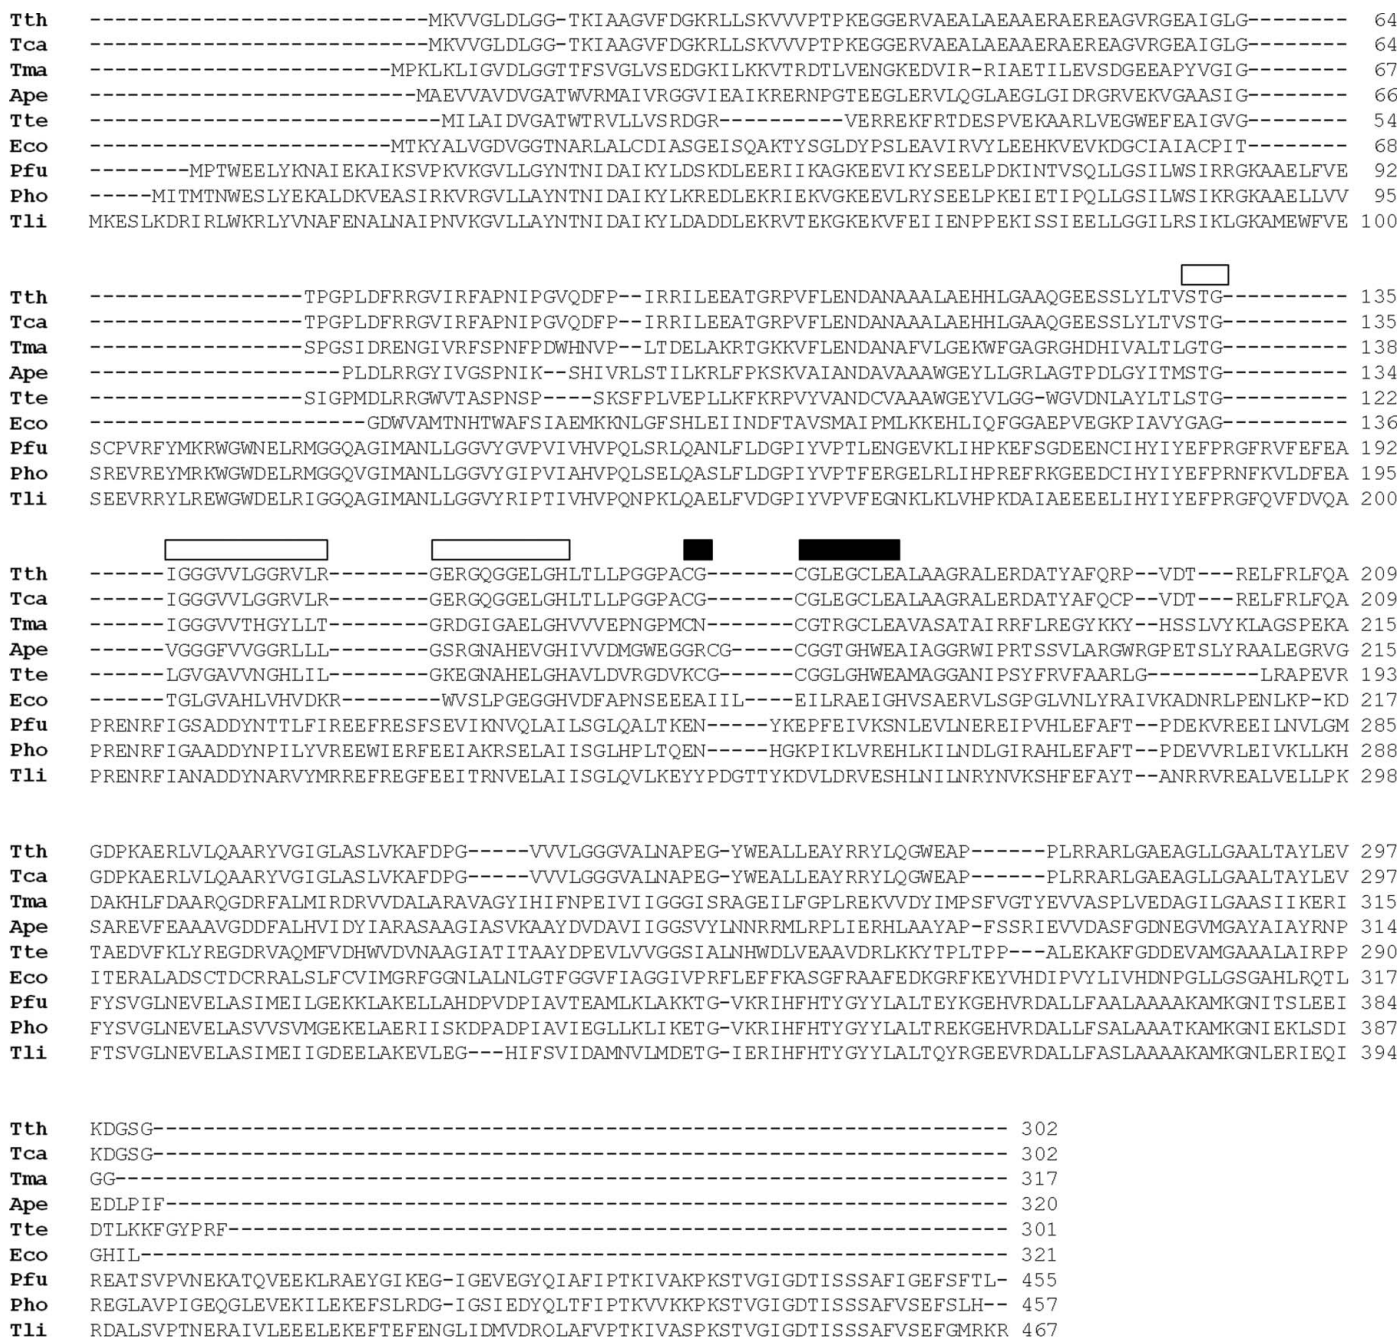 Tth ---------------------------MKVVGLDLGG-TKIAAGVFDGKRLLSKVVVPTPKEGGERVAEALAEAAERAEREAGVRGEAIGLG-------- 64
Tca ---------------------------MKVVGLDLGG-TKIAAGVFDGKRLLSKVVVPTPKEGGERVAEALAEAAERAEREAGVRGEAIGLG-------- 64
Tma ------------------------MPKLKLIGVDLGGTTFSVGLVSEDGKILKKVTRDTLVENGKEDVIR-RIAETILEVSDGEEAPYVGIG-------- 67
Ape --------------------------MAEVVAVDVGATWVRMAIVRGGVIEAIKRERNPGTEEGLERVLQGLAEGLGIDRGRVEKVGAASIG-------- 66
Tte ----------------------------MILAIDVGATWTRVLLVSRDGR----------VERREKFRTDESPVEKAARLVEGWEFEAIGVG-------- 54
Eco ------------------------MTKYALVGDVGGTNARLALCDIASGEISQAKTYSGLDYPSLEAVIRVYLEEHKVEVKDGCIAIACPIT-------- 68
Pfu --------MPTWEELYKNAIEKAIKSVPKVKGVLLGYNTNIDAIKYLDSKDLEERIIKAGKEEVIKYSEELPDKINTVSQLLGSILWSIRRGKAAELFVE 92
Pho -----MITMTNWESLYEKALDKVEASIRKVRGVLLAYNTNIDAIKYLKREDLEKRIEKVGKEEVLRYSEELPKEIETIPQLLGSILWSIKRGKAAELLVV 95
Tli MKESLKDRIRLWKRLYVNAFENALNAIPNVKGVLLAYNTNIDAIKYLDADDLEKRVTEKGKEKVFEIIENPPEKISSIEELLGGILRSIKLGKAMEWFVE 100
Tth -----------------TPGPLDFRRGVIRFAPNIPGVQDFP--IRRILEEATGRPVFLENDANAAALAEHHLGAAQGEESSLYLTVSTG---------- 135
Tca -----------------TPGPLDFRRGVIRFAPNIPGVQDFP--IRRILEEATGRPVFLENDANAAALAEHHLGAAQGEESSLYLTVSTG---------- 135
Tma -----------------SPGSIDRENGIVRFSPNFPDWHNVP--LTDELAKRTGKKVFLENDANAFVLGEKWFGAGRGHDHIVALTLGTG---------- 138
Ape --------------------PLDLRRGYIVGSPNIK--SHIVRLSTILKRLFPKSKVAIANDAVAAAWGEYLLGRLAGTPDLGYITMSTG---------- 134
Tte -----------------SIGPMDLRRGWVTASPNSP----SKSFPLVEPLLKFKRPVYVANDCVAAAWGEYVLGG-WGVDNLAYLTLSTG---------- 122
Eco ----------------------GDWVAMTNHTWAFSIAEMKKNLGFSHLEIINDFTAVSMAIPMLKKEHLIQFGGAEPVEGKPIAVYGAG---------- 136
Pfu SCPVRFYMKRWGWNELRMGGQAGIMANLLGGVYGVPVIVHVPQLSRLQANLFLDGPIYVPTLENGEVKLIHPKEFSGDEENCIHYIYEFPRGFRVFEFEA 192
Pho SREVREYMRKWGWDELRMGGQVGIMANLLGGVYGIPVIAHVPQLSELQASLFLDGPIYVPTFERGELRLIHPREFRKGEEDCIHYIYEFPRNFKVLDFEA 195
Tli SEEVRRYLREWGWDELRIGGQAGIMANLLGGVYRIPTIVHVPQNPKLQAELFVDGPIYVPVFEGNKLKLVHPKDAIAEEEELIHYIYEFPRGFQVFDVQA 200
Tth ------IGGGVVLGGRVLR--------GERGQGGELGHLTLLPGGPACG-------CGLEGCLEALAAGRALERDATYAFQRP--VDT---RELFRLFQA 209
Tca ------IGGGVVLGGRVLR--------GERGQGGELGHLTLLPGGPACG-------CGLEGCLEALAAGRALERDATYAFQCP--VDT---RELFRLFQA 209
Tma ------IGGGVVTHGYLLT--------GRDGIGAELGHVVVEPNGPMCN-------CGTRGCLEAVASATAIRRFLREGYKKY--HSSLVYKLAGSPEKA 215
Ape ------VGGGFVVGGRLLL--------GSRGNAHEVGHIVVDMGWEGGRCG-----CGGTGHWEAIAGGRWIPRTSSVLARGWRGPETSLYRAALEGRVG 215
Tte ------LGVGAVVNGHLIL--------GKEGNAHELGHAVLDVRGDVKCG------CGGLGHWEAMAGGANIPSYFRVFAARLG-------LRAPEVR 193
Eco ------TGLGVAHLVHVDKR--------WVSLPGEGGHVDFAPNSEEEAIIL----EILRAEIGHVSAERVLSGPGLVNLYRAIVKADNRLPENLKP-KD 217
Pfu PRENRFIGSADDYNTTLFIREEFRESFSEVIKNVQLAILSGLQALTKEN-----YKEPFEIVKSNLEVLNEREIPVHLEFAFT--PDEKVREEILNVLGM 285
Pho PRENRFIGAADDYNPILYVREEWIERFEEIAKRSELAIISGLHPLTQEN-----HGKPIKLVREHLKILNDLGIRAHLEFAFT--PDEVVRLEIVKLLKH 288
Tli PRENRFIANADDYNARVYMRREFREGFEEITRNVELAIISGLQVLKEYYPDGTTYKDVLDRVESHLNILNRYNVKSHFEFAYT--ANRRVREALVELLPK 298
Tth GDPKAERLVLQAARYVGIGLASLVKAFDPG-----VVVLGGGVALNAPEG-YWEALLEAYRRYLQGWEAP------PLRRARLGAEAGLLGAALTAYLEV 297
Tca GDPKAERLVLQAARYVGIGLASLVKAFDPG-----VVVLGGGVALNAPEG-YWEALLEAYRRYLQGWEAP------PLRRARLGAEAGLLGAALTAYLEV 297
Tma DAKHLFDAARQGDRFALMIRDRVVDALARAVAGYIHIFNPEIVIIGGGISRAGEILFGPLREKVVDYIMPSFVGTYEVVASPLVEDAGILGAASIIKERI 315
Ape SAREVFEAAAVGDDFALHVIDYIARASAAGIASVKAAYDVDAVIIGGSVYLNNRRMLRPLIERHLAAYAP-FSSRIEVVDASFGDNEGVMGAYAIAYRNP 314
Tte TAEDVFKLYREGDRVAQMFVDHWVDVNAAGIATITAAYDPEVLVVGGSIALNHWDLVEAAVDRLKKYTPLTPP---ALEKAKFGDDEVAMGAAALAIRPP 290
Eco ITERALADSCTDCRRALSLFCVIMGRFGGNLALNLGTFGGVFIAGGIVPRFLEFFKASGFRAAFEDKGRFKEYVHDIPVYLIVHDNPGLLGSGAHLRQTL 317
Pfu FYSVGLNEVELASIMEILGEKKLAKELLAHDPVDPIAVTEAMLKLAKKTG-VKRIHFHTYGYYLALTEYKGEHVRDALLFAALAAAAKAMKGNITSLEEI 384
Pho FYSVGLNEVELASVVSVMGEKELAERIISKDPADPIAVIEGLLKLIKETG-VKRIHFHTYGYYLALTREKGEHVRDALLFSALAAATKAMKGNIEKLSDI 387
Tli FTSVGLNEVELASIMEIIGDEELAKEVLEG---HIFSVIDAMNVLMDETG-IERIHFHTYGYYLALTQYRGEEVRDALLFASLAAAAKAMKGNLERIEQI 394
Tth KDGSG-------------------------------------------------------------------- 302
Tca KDGSG-------------------------------------------------------------------- 302
Tma GG----------------------------------------------------------------------- 317
Ape EDLPIF------------------------------------------------------------------- 320
Tte DTLKKFGYPRF-------------------------------------------------------------- 301
Eco GHIL--------------------------------------------------------------------- 321
Pfu REATSVPVNEKATQVEEKLRAEYGIKEG-IGEVEGYQIAFIPTKIVAKPKSTVGIGDTISSSAFIGEFSFTL- 455
Pho REGLAVPIGEQGLEVEKILEKEFSLRDG-IGSIEDYQLTFIPTKVVKKPKSTVGIGDTISSSAFVSEFSLH-- 457
Tli RDALSVPTNERAIVLEEELEKEFTEFENGLIDMVDRQLAFVPTKIVASPKSTVGIGDTISSSAFVSEFGMRKR 467